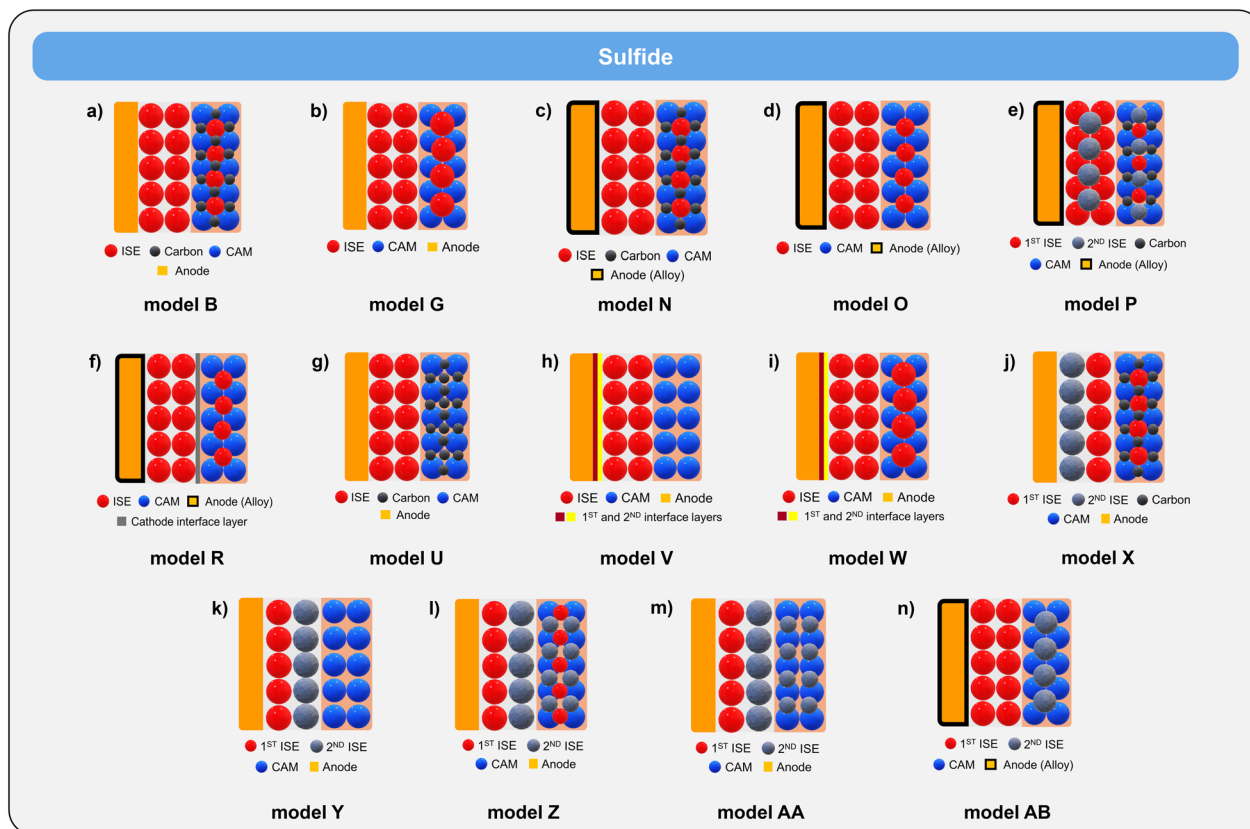 Sulfide
a)
b)
c)
d)
e)
ISE Carbon CAM
Anode
ISE CAM Anode
ISE Carbon CAM
Anode (Alloy)
ISE CAM Anode (Alloy)
1ST ISE 2ND ISE Carbon
CAM Anode (Alloy)
model B
model G
model N
model O
model P
f)
g)
h)
i)
j)
ISE CAM Anode (Alloy)
Cathode interface layer
ISE Carbon CAM
Anode
ISE CAM Anode
1ST and 2ND interface layers
ISE CAM Anode
1ST and 2ND interface layers
1ST ISE 2ND ISE Carbon
CAM Anode
model R
model U
model V
model W
model X
k)
l)
m)
n)
1ST ISE 2ND ISE
CAM Anode
1ST ISE 2ND ISE
CAM Anode
1ST ISE 2ND ISE
CAM Anode
1ST ISE 2ND ISE
CAM Anode (Alloy)
model Y
model Z
model AA
model AB